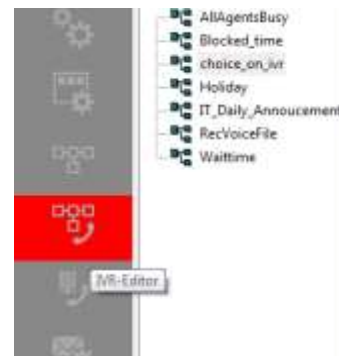 AllAgentsBusy
Blocked_time
choice_on_ivr
Holiday
IT_Daily_Annoucement
RecVoiceFile
Waittime
IVR-Editor